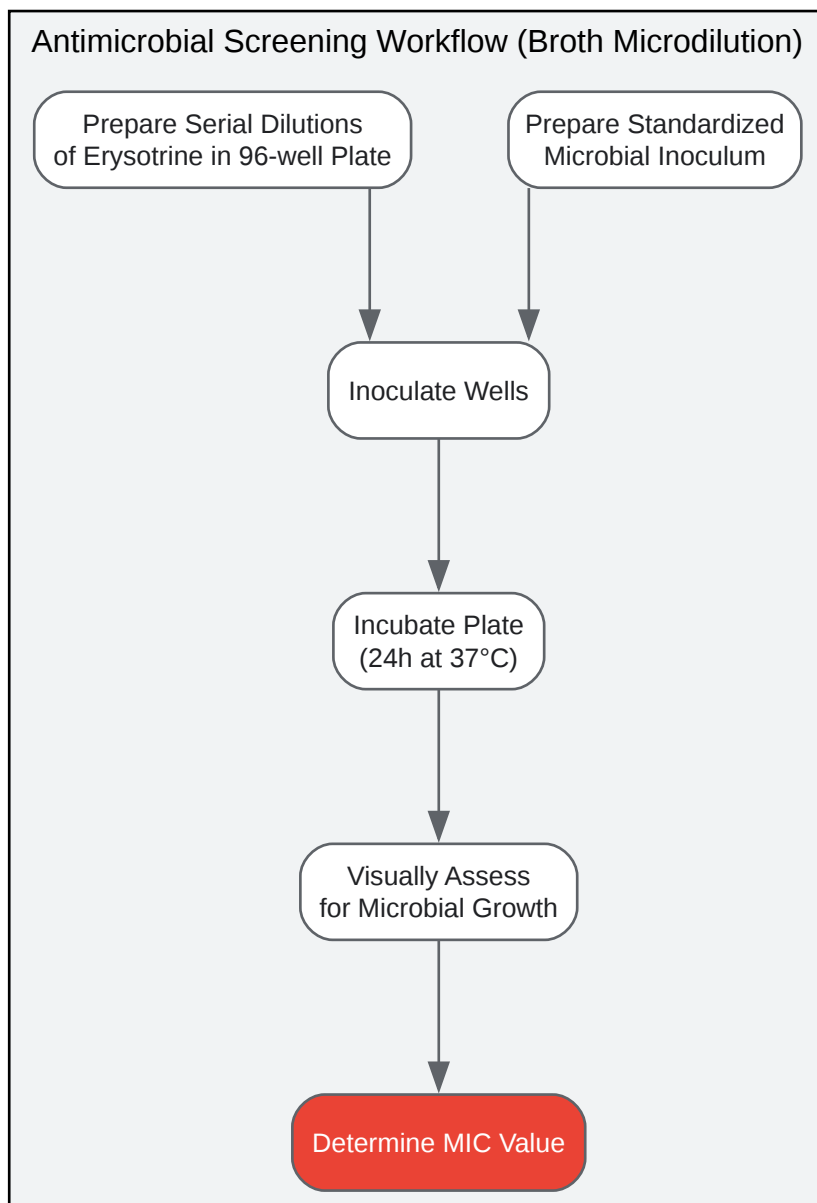 Antimicrobial Screening Workflow (Broth Microdilution)
Prepare Serial Dilutions
of Erysotrine in 96-well Plate
Prepare Standardized
Microbial Inoculum
Inoculate Wells
Incubate Plate
(24h at 37°C)
Visually Assess
for Microbial Growth
Determine MIC Value